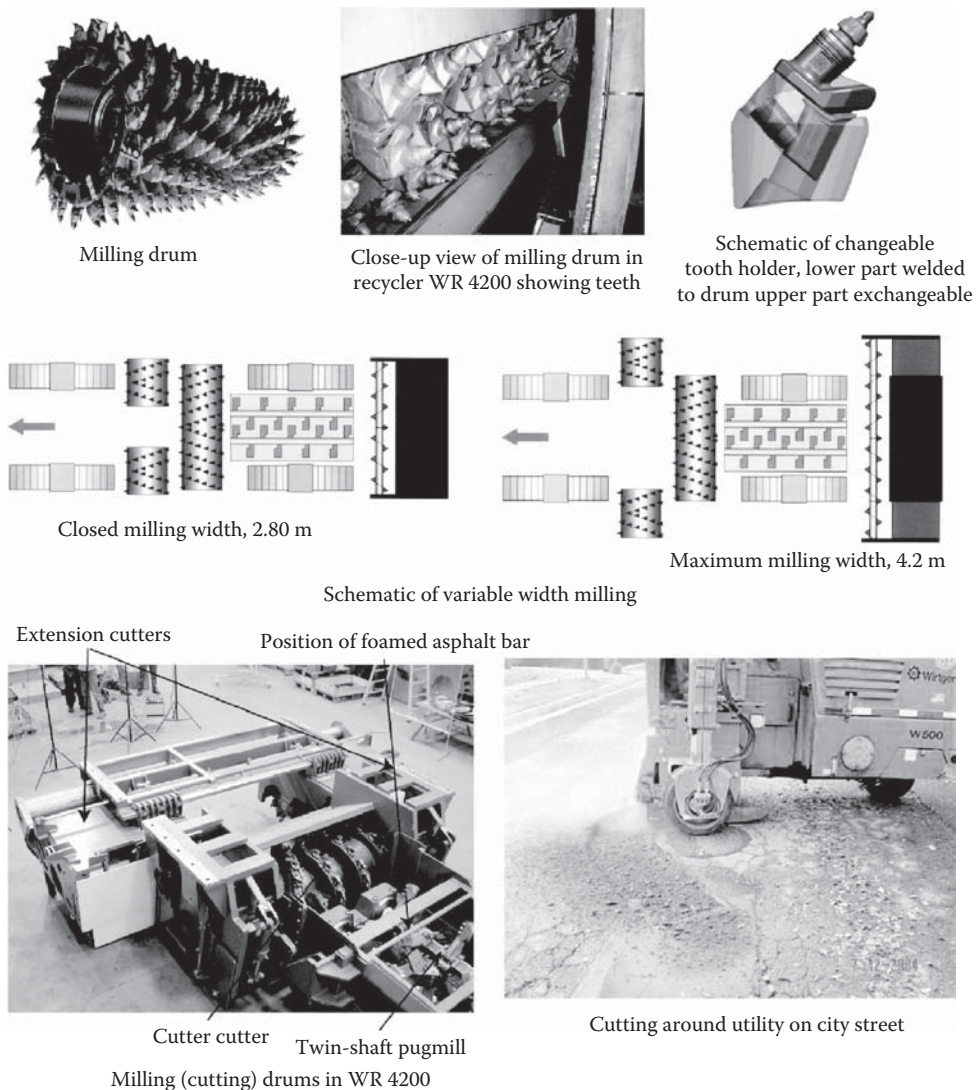 Milling drum
Close-up view of milling drum in
recycler WR 4200 showing teeth
Schematic of changeable
tooth holder, lower part welded
to drum upper part exchangeable
Closed milling width, 2.80 m
Maximum milling width, 4.2 m
Schematic of variable width milling
Extension cutters
Position of foamed asphalt bar
Wirtgen
W500
Cutter cutter
Twin-shaft pugmill
Milling (cutting) drums in WR 4200
Cutting around utility on city street